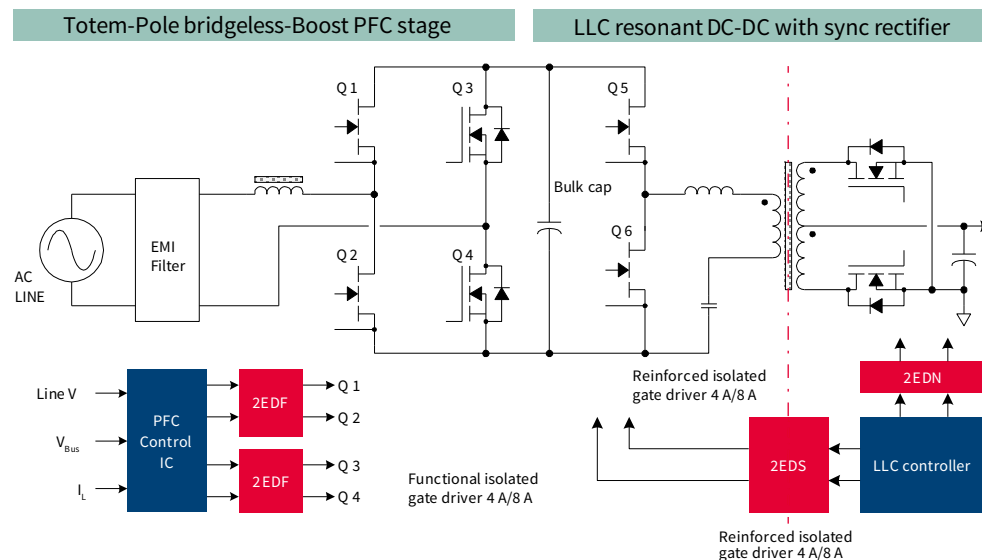 Totem-Pole bridgeless-Boost PFC stage
LLC resonant DC-DC with sync rectifier
Q 1
Q 3
Q 5
Bulk cap
EMI
Filter
AC
LINE
Q 2
Q 4
Q 6
Line V
V Bus
I L
PFC
Control
IC
2EDF
Q 1
Q 2
2EDF
Q 3
Q 4
Functional isolated
gate driver 4 A/8 A
Reinforced isolated
gate driver 4 A/8 A
2EDN
2EDS
LLC controller
Reinforced isolated
gate driver 4 A/8 A